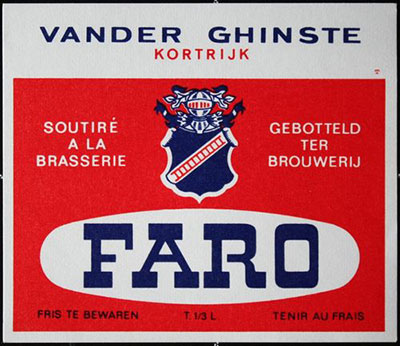 VANDER GHINSTE
KORTRIJK
SOUTIRÉ
A LA
BRASSERIE
GEBOTTELD
TER
BROUWERIJ
FARO
FRIS TE BEWAREN
T. 1/3 L.
TENIR AU FRAIS